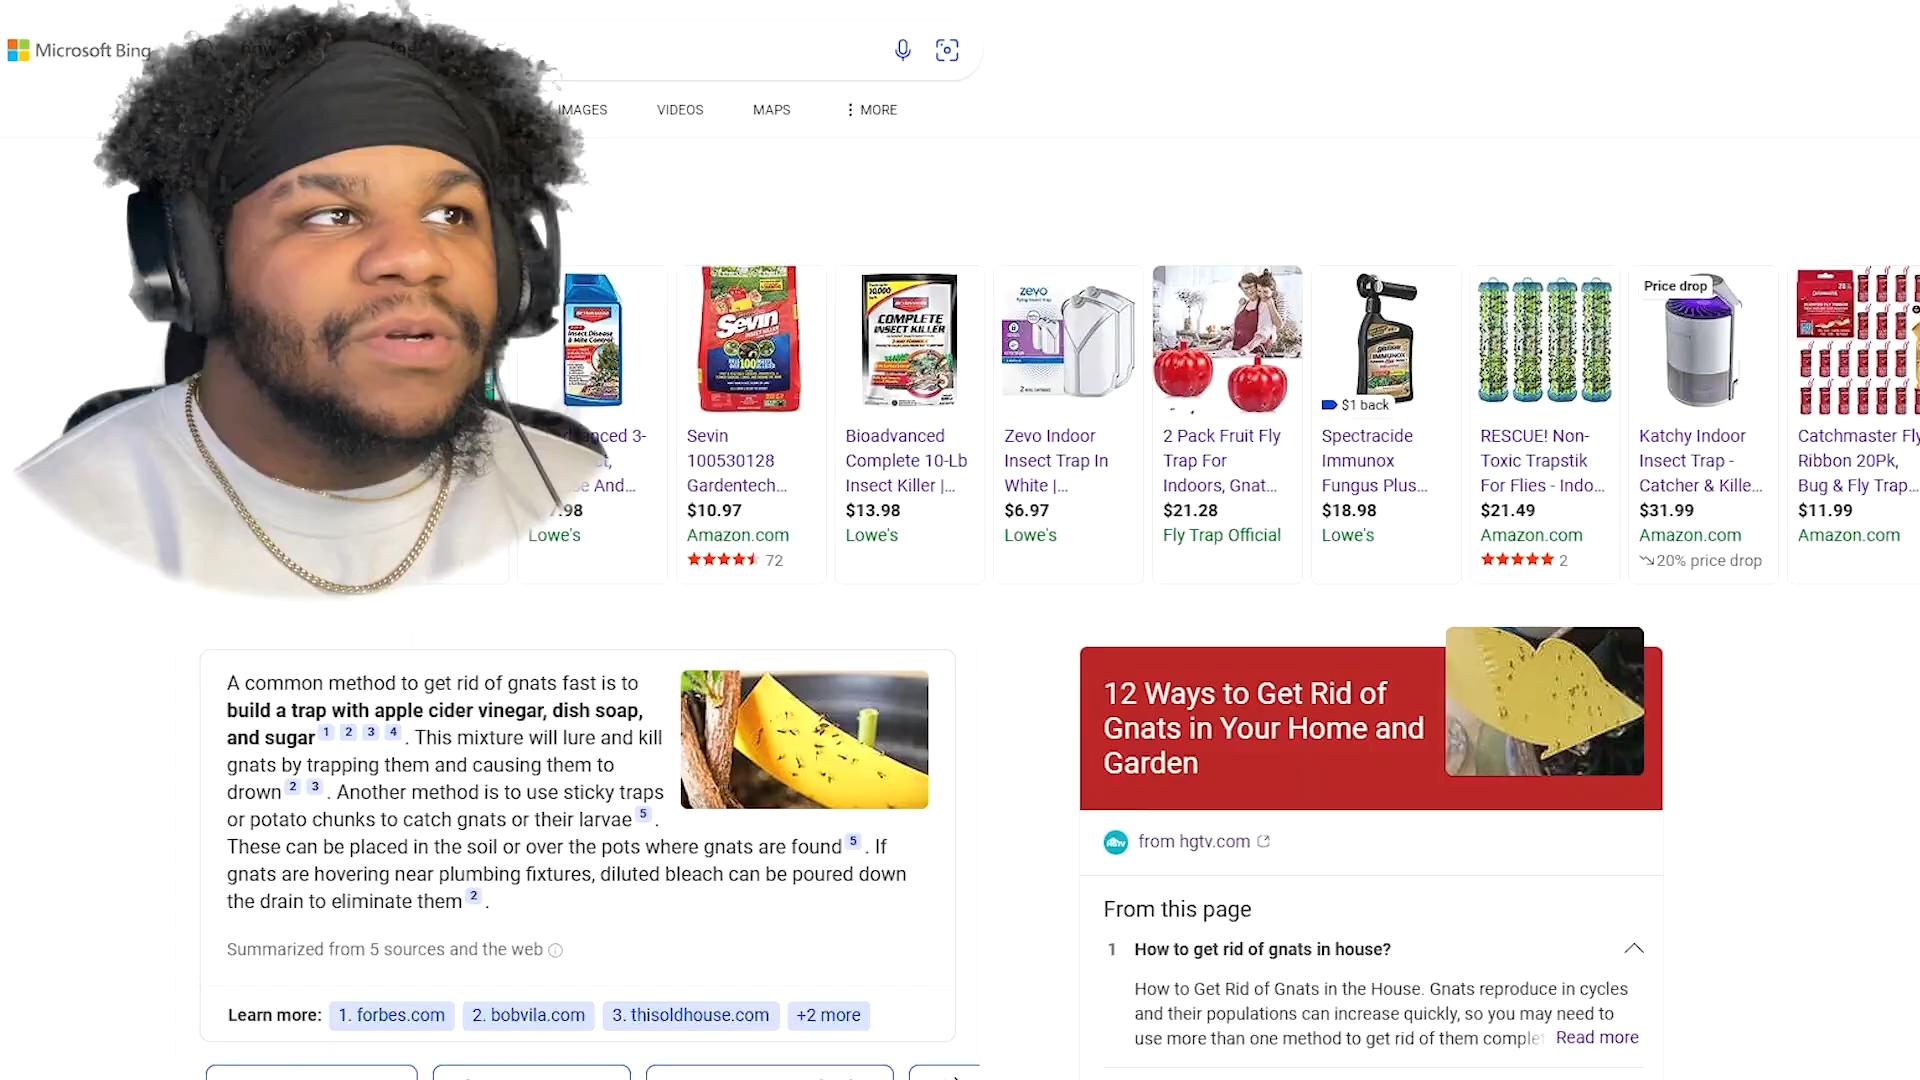 Microsoft Bing
IMAGES
VIDEOS
MAPS
MORE
Insect Disease
& Mite Control
Sevin
COMPLETE
INSECT KILLER
zevo
IMMUNOX
$1 back
Price drop
3-
And...
.98
Lowe's
Sevin
100530128
Gardentech...
$10.97
Amazon.com
72
Bioadvanced
Complete 10-Lb
Insect Killer |...
$13.98
Lowe's
Zevo Indoor
Insect Trap In
White |...
$6.97
Lowe's
2 Pack Fruit Fly
Trap For
Indoors, Gnat...
$21.28
Fly Trap Official
Spectracide
Immunox
Fungus Plus...
$18.98
Lowe's
RESCUE! Non-
Toxic Trapstik
For Flies - Indo...
$21.49
Amazon.com
2
Katchy Indoor
Insect Trap -
Catcher & Kille...
$31.99
Amazon.com
20% price drop
Catchmaster Fly
Ribbon 20Pk,
Bug & Fly Trap...
$11.99
Amazon.com
A common method to get rid of gnats fast is to
build a trap with apple cider vinegar, dish soap,
and sugar 1 2 3 4 . This mixture will lure and kill
gnats by trapping them and causing them to
drown 2 3 . Another method is to use sticky traps
or potato chunks to catch gnats or their larvae 5 .
These can be placed in the soil or over the pots where gnats are found 5 . If
gnats are hovering near plumbing fixtures, diluted bleach can be poured down
the drain to eliminate them 2 .
Summarized from 5 sources and the web
Learn more: 1. forbes.com 2. bobvila.com 3. thisoldhouse.com +2 more
12 Ways to Get Rid of
Gnats in Your Home and
Garden
from hgtv.com
From this page
1 How to get rid of gnats in house?
How to Get Rid of Gnats in the House. Gnats reproduce in cycles
and their populations can increase quickly, so you may need to
use more than one method to get rid of them complet Read more